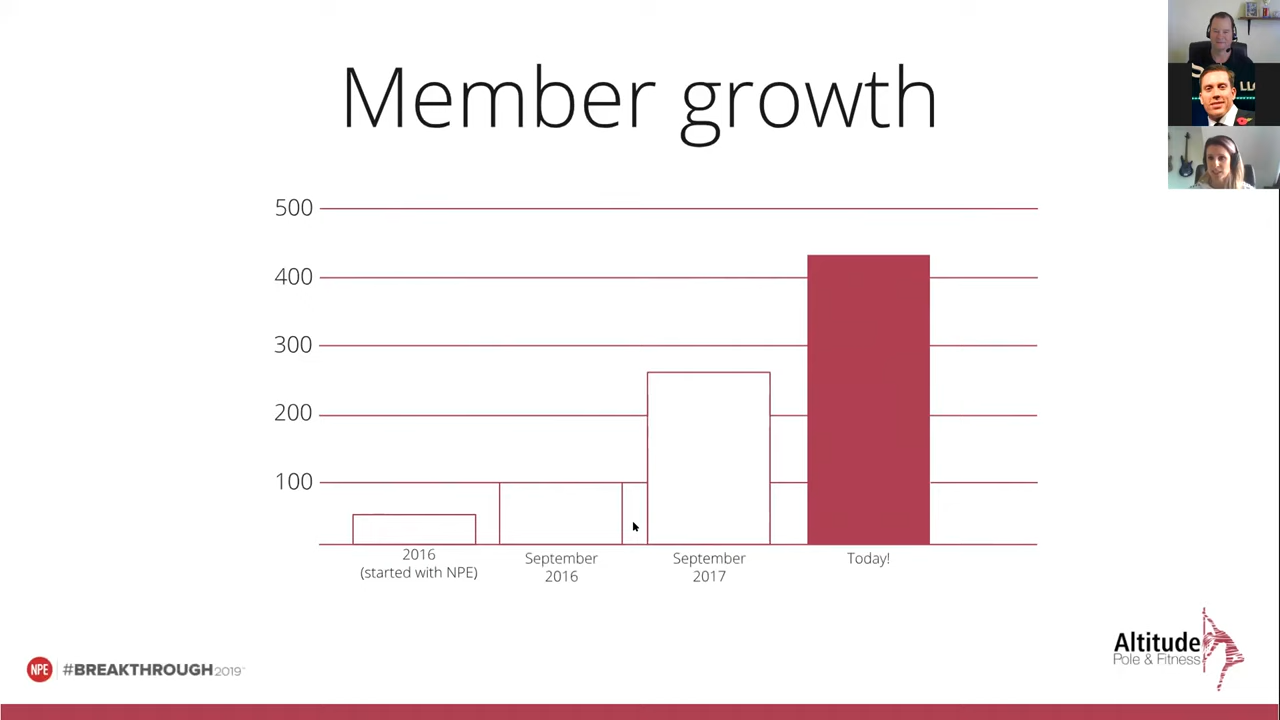 Member growth
500
400
300
200
100
2016
(started with NPE)
September
2016
September
2017
Today!
NPE #BREAKTHROUGH2019
Altitude
Pole & Fitness